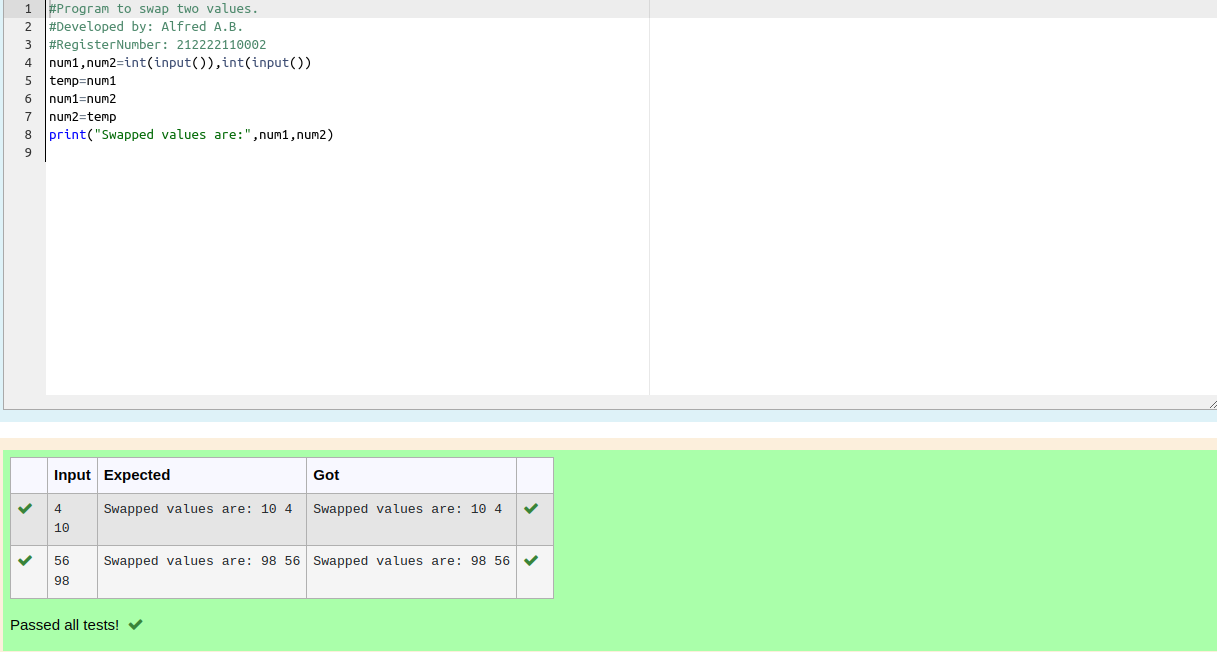 1 #Program to swap two values.
2 #Developed by: Alfred A.B.
3 #RegisterNumber: 212222110002
4 num1,num2=int(input()),int(input())
5 temp=num1
6 num1=num2
7 num2=temp
8 print("Swapped values are:",num1,num2)
9
Input Expected Got
4 Swapped values are: 10 4 Swapped values are: 10 4
10
56 Swapped values are: 98 56 Swapped values are: 98 56
98
Passed all tests!